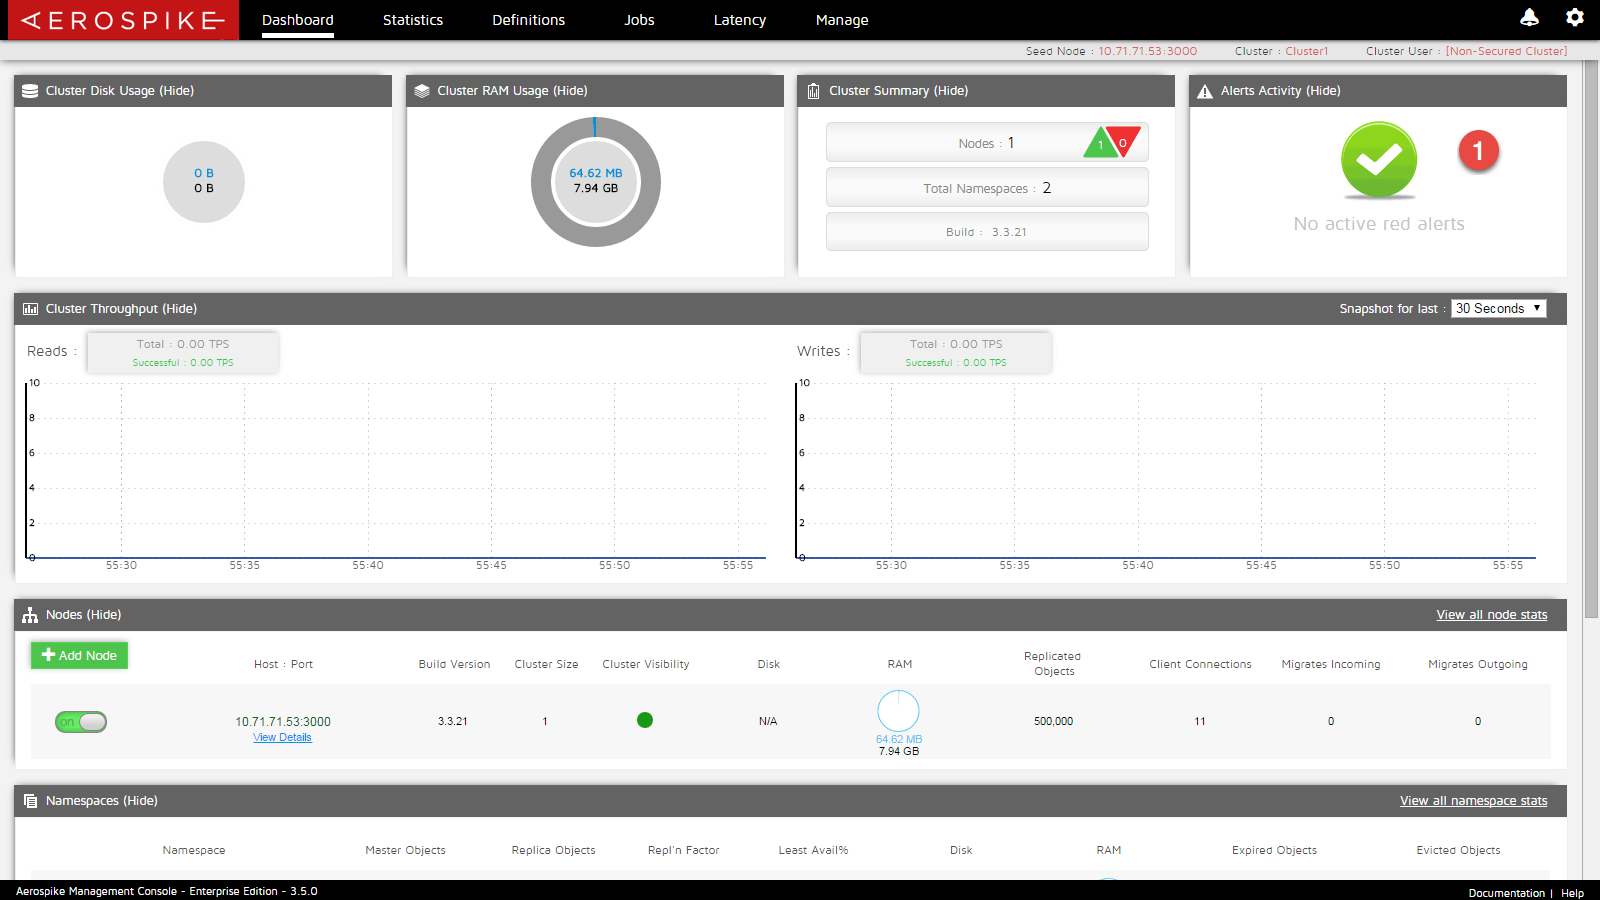 AEROSPIKE
Dashboard Statistics Definitions Jobs Latency Manage
Seed Node : 10.71.71.53:3000 Cluster : Cluster1 Cluster User : [Non-Secured Cluster]
Cluster Disk Usage (Hide)
0 B
0 B
Cluster RAM Usage (Hide)
64.62 MB
7.94 GB
Cluster Summary (Hide)
Nodes : 1 1 0
Total Namespaces : 2
Build : 3.3.21
Alerts Activity (Hide)
1
No active red alerts
Cluster Throughput (Hide) Snapshot for last : 30 Seconds
Reads : Total : 0.00 TPS
Successful : 0.00 TPS
10
8
6
4
2
0
55:30 55:35 55:40 55:45 55:50 55:55
Writes : Total : 0.00 TPS
Successful : 0.00 TPS
10
8
6
4
2
0
55:30 55:35 55:40 55:45 55:50 55:55
Nodes (Hide) View all node stats
Add Node
Host : Port Build Version Cluster Size Cluster Visibility Disk RAM Replicated Objects Client Connections Migrates Incoming Migrates Outgoing
on 10.71.71.53:3000 3.3.21 1 N/A 500,000 11 0 0
View Details
64.62 MB
7.94 GB
Namespaces (Hide) View all namespace stats
Namespace Master Objects Replica Objects Repl'n Factor Least Avail% Disk RAM Expired Objects Evicted Objects
Aerospike Management Console - Enterprise Edition - 3.5.0 Documentation | Help